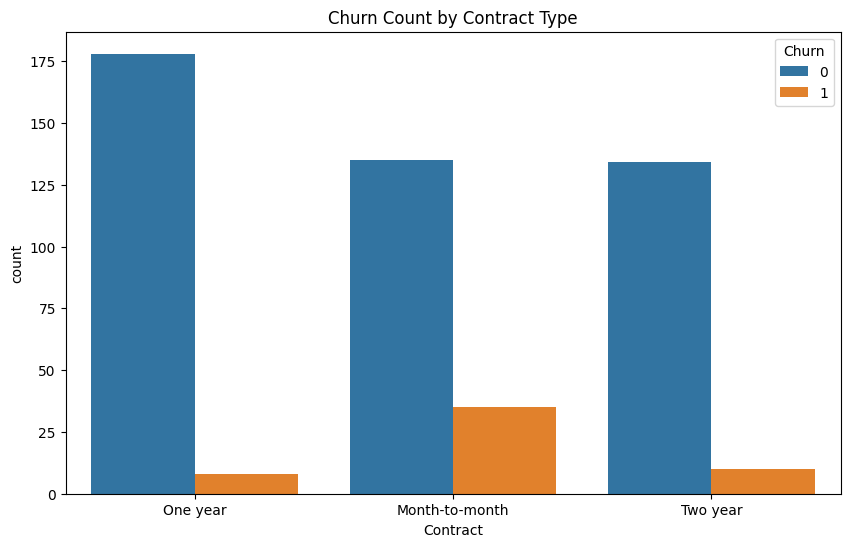 Churn Count by Contract Type
Churn
0
1
count
175
150
125
100
75
50
25
0
One year
Month-to-month
Two year
Contract